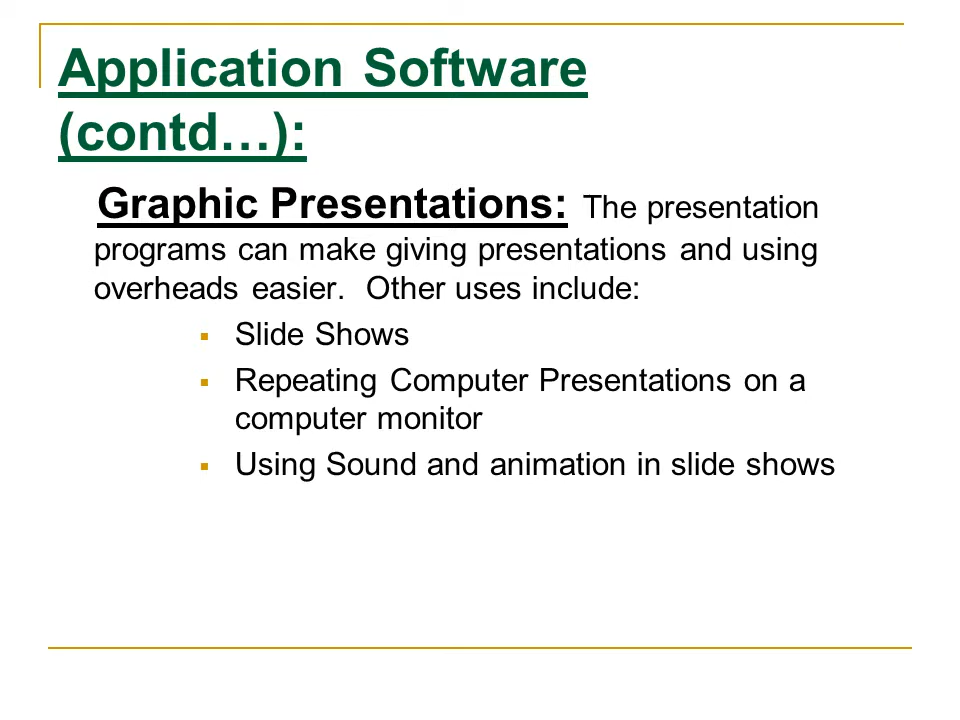 Application Software
(contd…):
Graphic Presentations: The presentation
programs can make giving presentations and using
overheads easier. Other uses include:
▪ Slide Shows
▪ Repeating Computer Presentations on a
computer monitor
▪ Using Sound and animation in slide shows